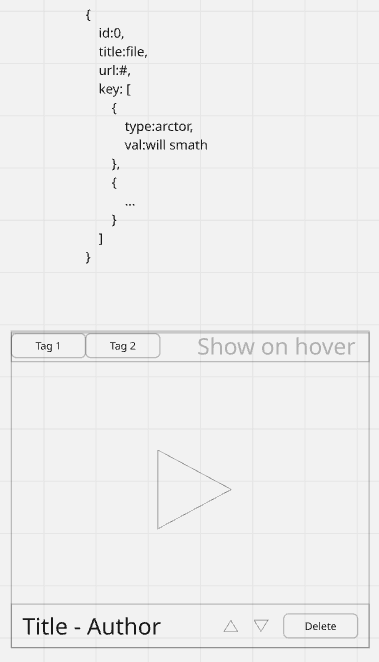 {
id:0,
title:file,
url:#,
key: [
{
type:arctor,
val:will smath
},
{
...
}
]
}
Tag 1 Tag 2 Show on hover
Title - Author Delete